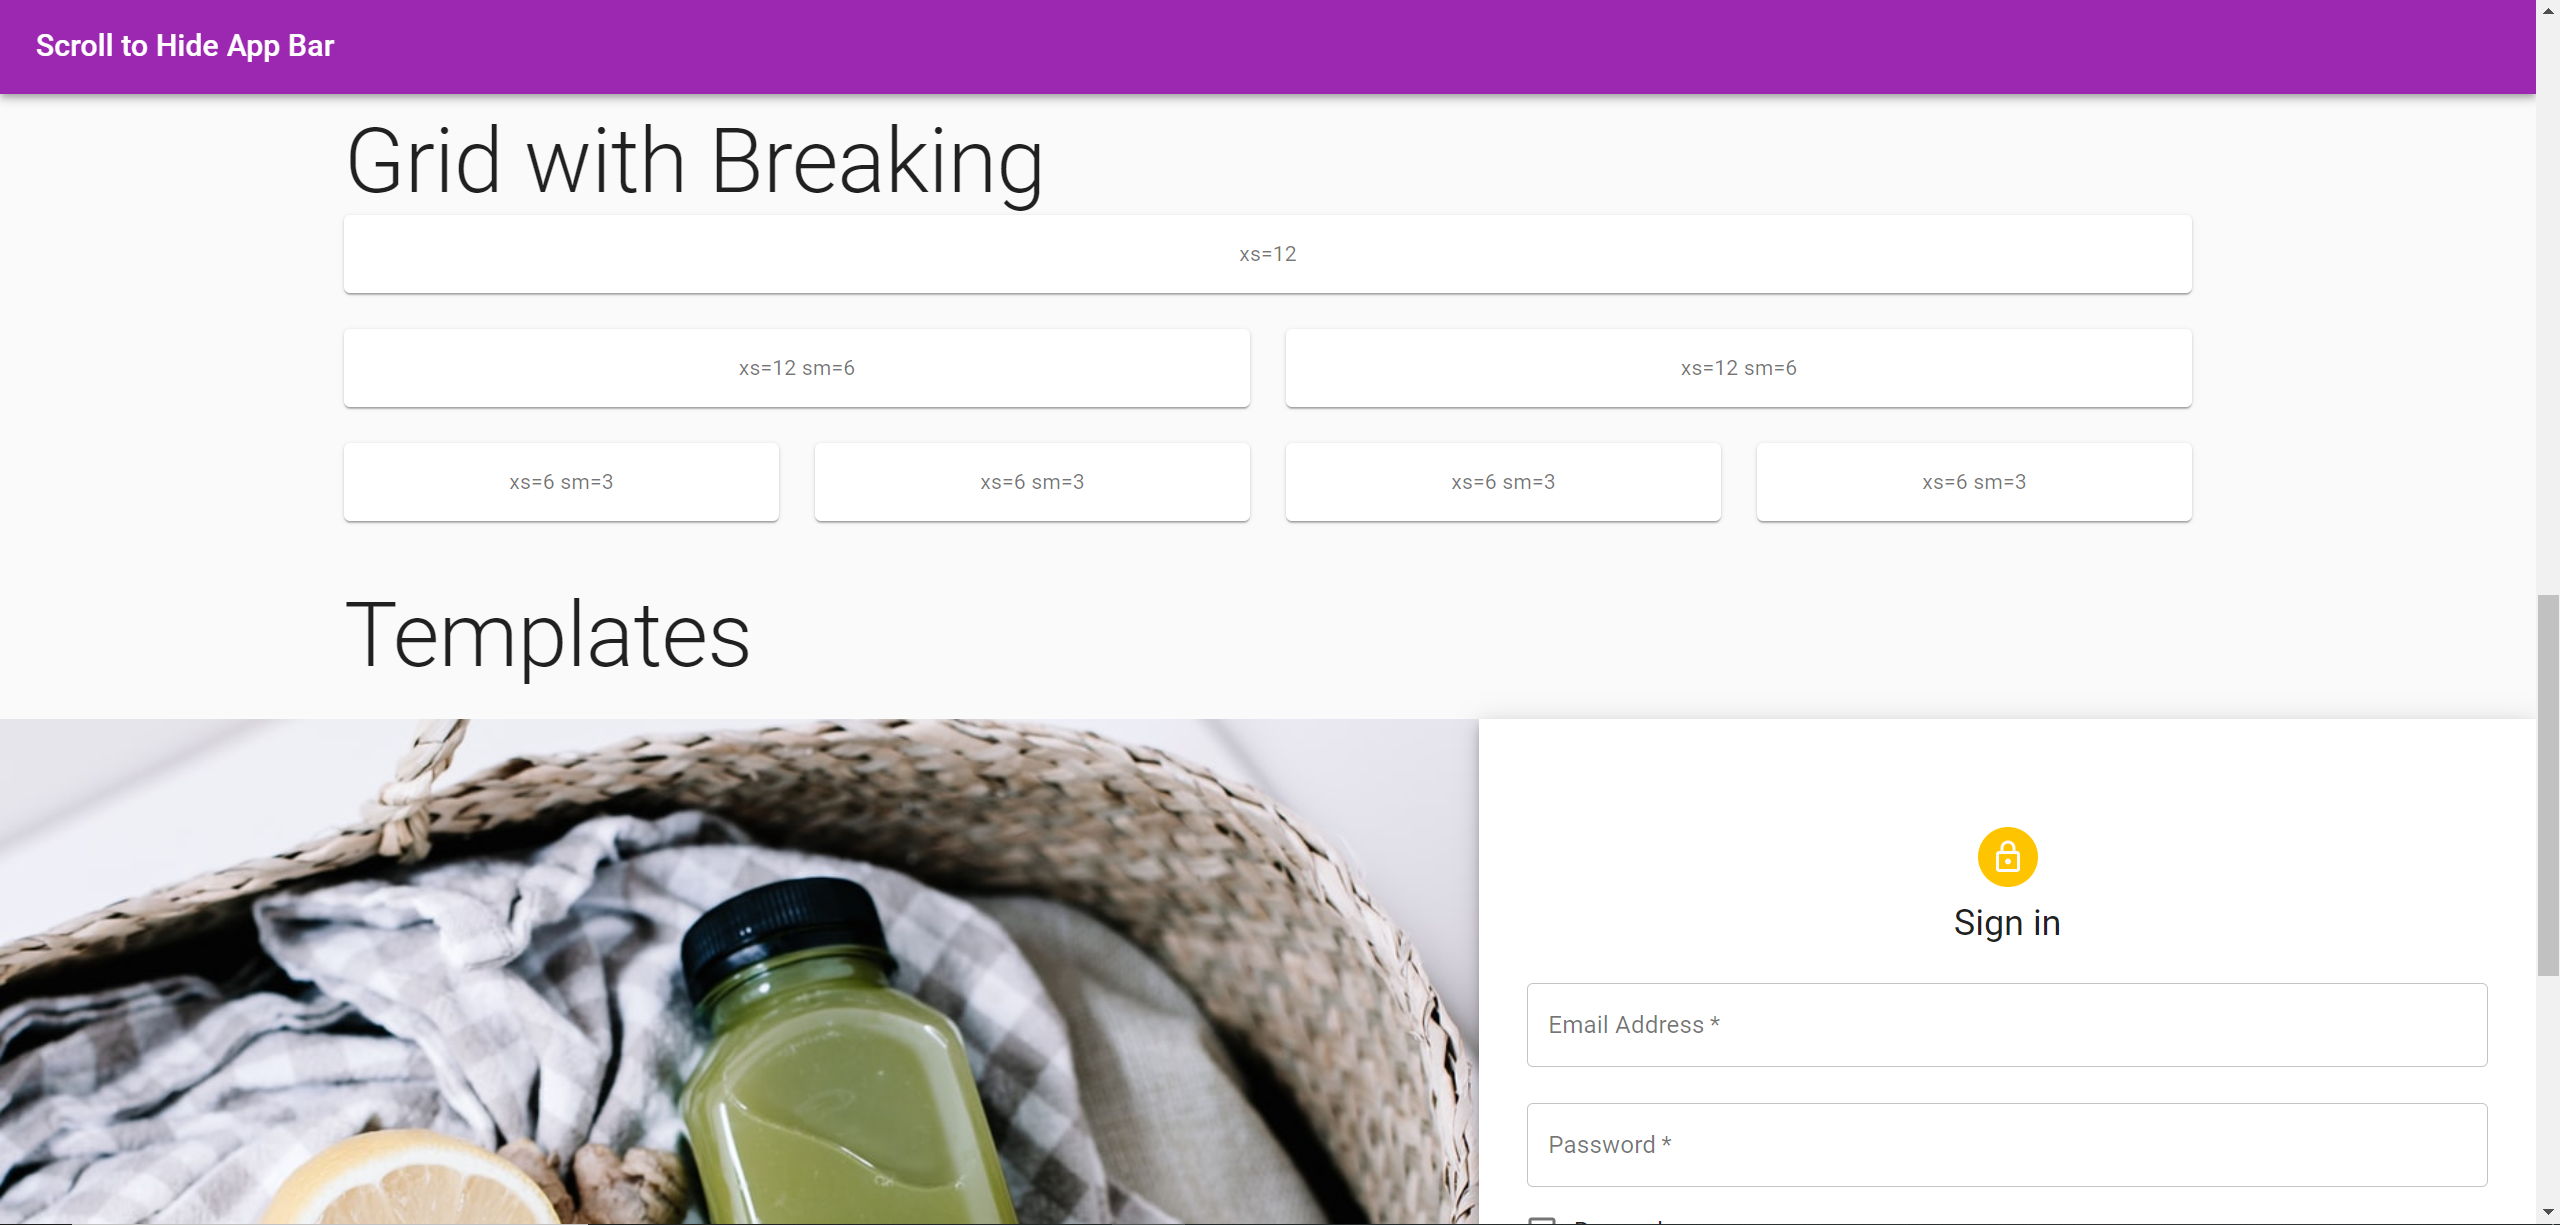 Scroll to Hide App Bar
Grid with Breaking
xs=12
xs=12 sm=6
xs=12 sm=6
xs=6 sm=3
xs=6 sm=3
xs=6 sm=3
xs=6 sm=3
Templates
Sign in
Email Address *
Password *